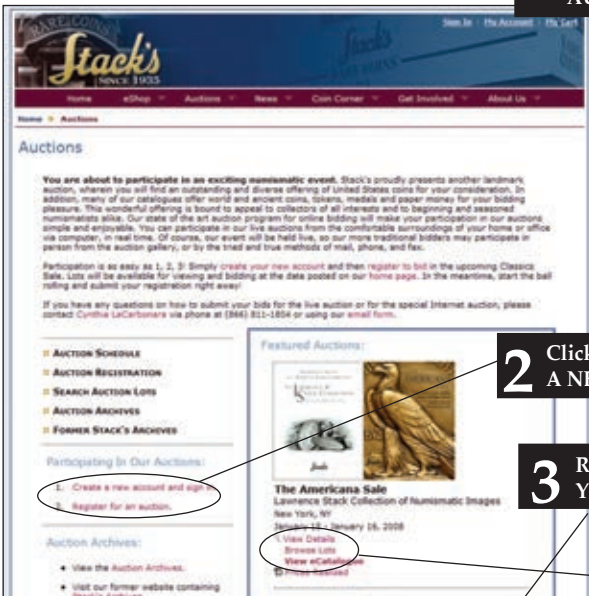 Sign In My Account My Cart
RARE COINS
Stack's
SINCE 1935
Home eShop Auctions News Coin Corner Get Involved About Us
Home Auctions
Auctions
You are about to participate in an exciting numismatic event. Stack's proudly presents another landmark
auction, wherein you will find an outstanding and diverse offering of United States coins for your consideration. In
addition, many of our catalogues offer world and ancient coins, tokens, medals and paper money for your bidding
pleasure. This wonderful offering is bound to appeal to collectors of all interests and to beginning and seasoned
numismatists alike. Our state of the art auction program for online bidding will make your participation in our auctions
simple and enjoyable. You can participate in our live auctions from the comfortable surroundings of your home or office
via computer, in real time. Of course, our event will be held live, so our more traditional bidders may participate in
person from the auction gallery, or by the tried and true methods of mail, phone, and fax.
Participation is as easy as 1, 2, 3! Simply create your new account and then register to bid in the upcoming Classics
Sale. Lots will be available for viewing and bidding at the date posted on our home page. In the meantime, start the ball
rolling and submit your registration right away!
If you have any questions on how to submit your bids for the live auction or for the special Internet auction, please
contact Cynthia LaCarbonara via phone at (866) 811-1804 or using our email form.
AUCTION SCHEDULE
AUCTION REGISTRATION
SEARCH AUCTION LOTS
AUCTION ARCHIVES
FORMER STACK'S ARCHIVES
Participating In Our Auctions:
1. Create a new account and sign in.
2. Register for an auction.
Auction Archives:
• View the Auction Archives.
• Visit our former website containing
Stack's Archives
Featured Auctions:
Stack's
The Americana Sale
Lawrence Stack Collection of Numismatic Images
New York, NY
January 15 - January 16, 2008
View Details
Browse Lots
View eCatalogue
Prices Realized
2 Click
A NE
3 R
Y